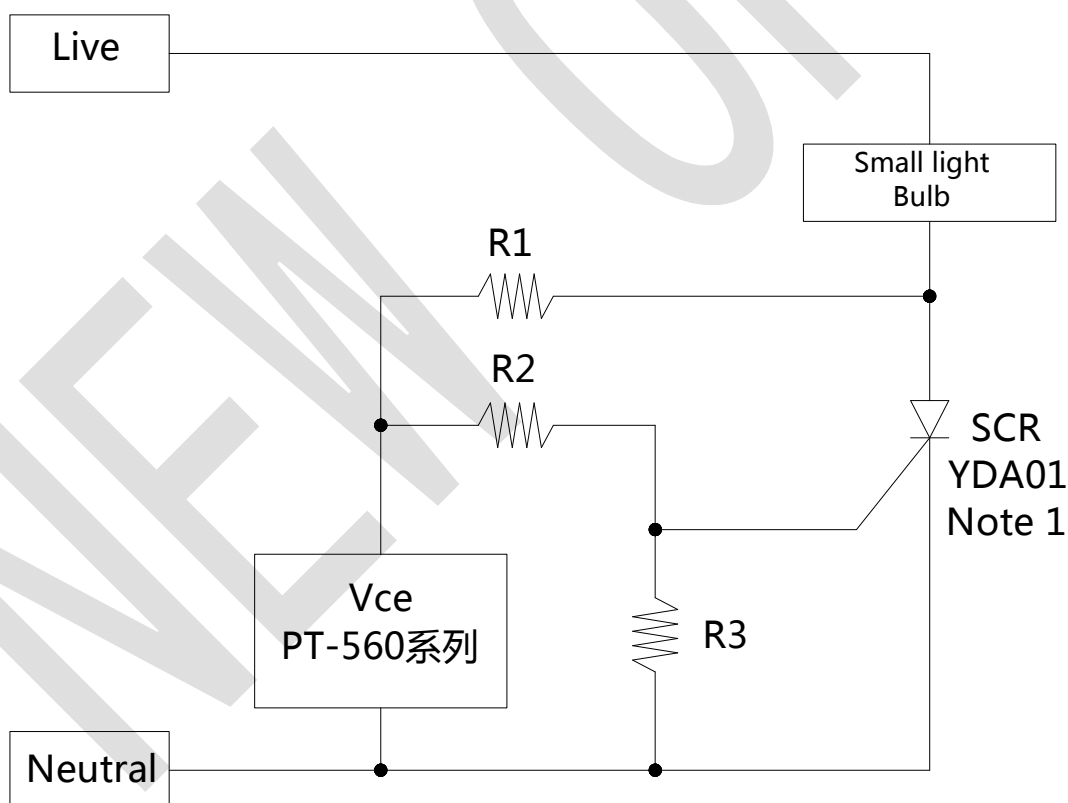 Live
Small light
Bulb
R1
R2
SCR
YDA01
Note 1
Vce
PT-560系列
R3
Neutral
NEW